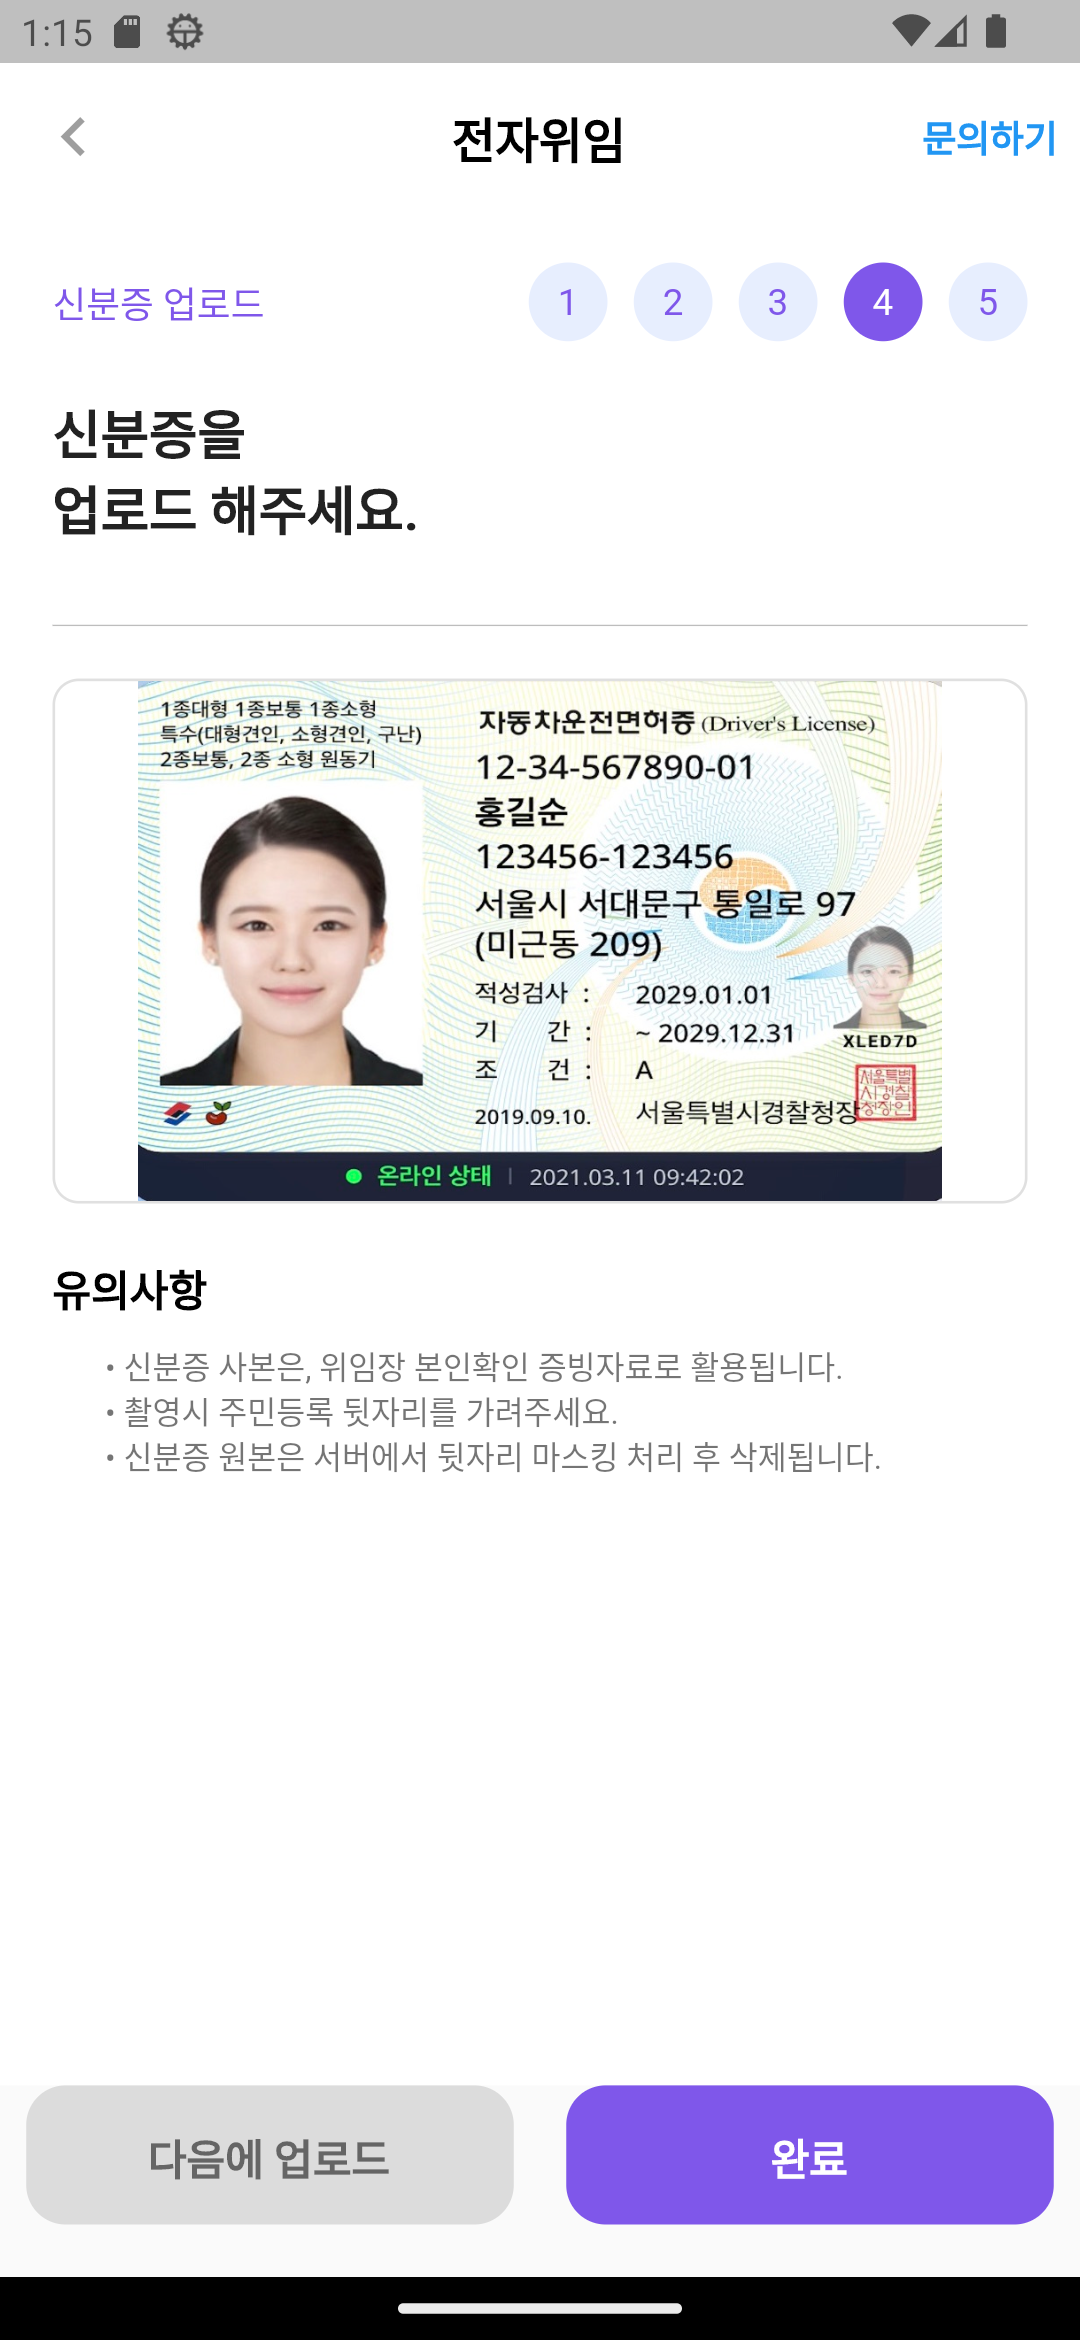 1:15
전자위임
문의하기
신분증 업로드
1 2 3 4 5
신분증을
업로드 해주세요.
1종대형 1종보통 1종소형
특수(대형견인, 소형견인, 구난)
2종보통, 2종 소형 원동기
자동차운전면허증 (Driver's License)
12-34-567890-01
홍길순
123456-123456
서울시 서대문구 통일로 97
(미근동 209)
적성검사 : 2029.01.01
기 간 : ~ 2029.12.31
조 건 : A
XLED7D
2019.09.10. 서울특별시경찰청장
서울특별
시경찰
청장인
온라인 상태 | 2021.03.11 09:42:02
유의사항
• 신분증 사본은, 위임장 본인확인 증빙자료로 활용됩니다.
• 촬영시 주민등록 뒷자리를 가려주세요.
• 신분증 원본은 서버에서 뒷자리 마스킹 처리 후 삭제됩니다.
다음에 업로드
완료